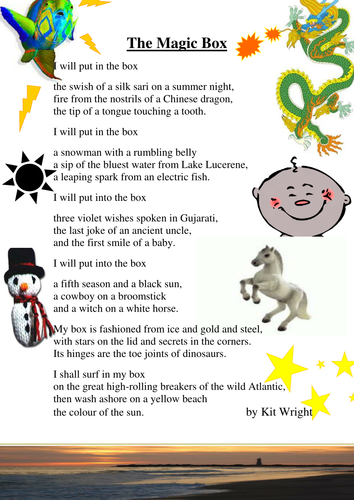 The Magic Box
I will put in the box
the swish of a silk sari on a summer night,
fire from the nostrils of a Chinese dragon,
the tip of a tongue touching a tooth.
I will put in the box
a snowman with a rumbling belly
a sip of the bluest water from Lake Lucerene,
a leaping spark from an electric fish.
I will put into the box
three violet wishes spoken in Gujarati,
the last joke of an ancient uncle,
and the first smile of a baby.
I will put into the box
a fifth season and a black sun,
a cowboy on a broomstick
and a witch on a white horse.
My box is fashioned from ice and gold and steel,
with stars on the lid and secrets in the corners.
Its hinges are the toe joints of dinosaurs.
I shall surf in my box
on the great high-rolling breakers of the wild Atlantic,
then wash ashore on a yellow beach
the colour of the sun. by Kit Wright